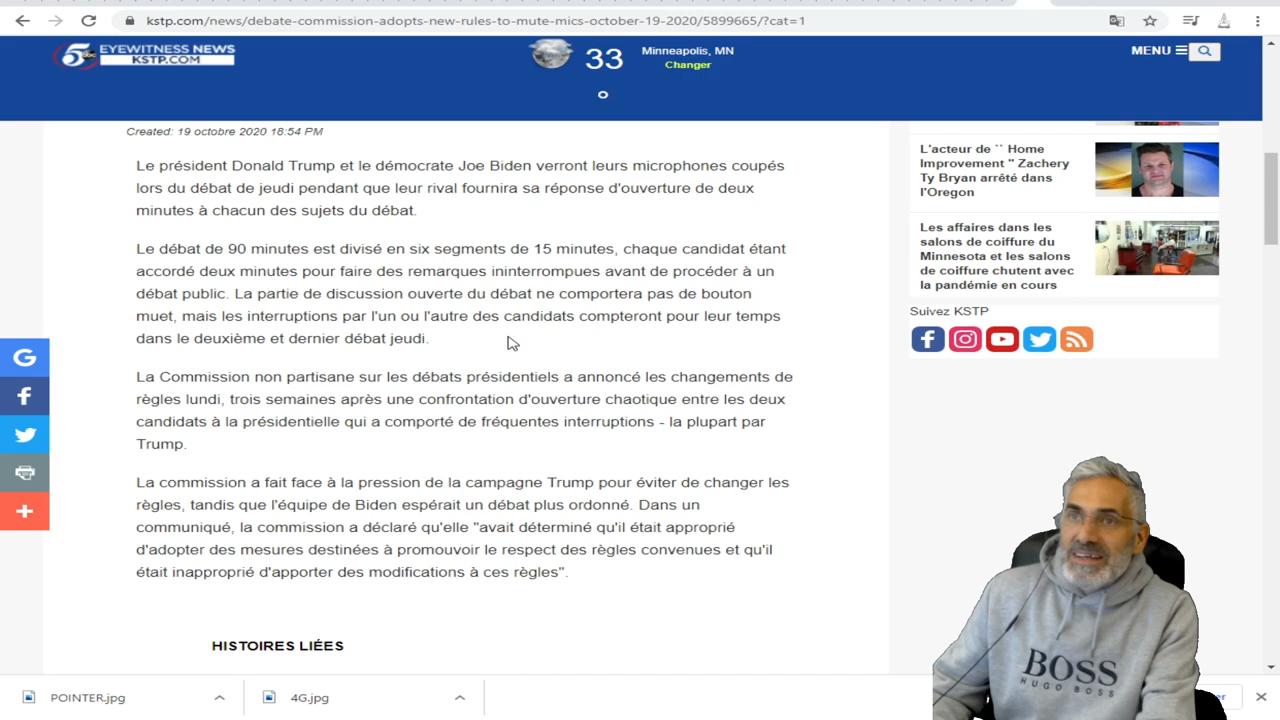 kstp.com/news/debate-commission-adopts-new-rules-to-mute-mics-october-19-2020/5899665/?cat=1
5 abc EYEWITNESS NEWS
KSTP.COM
33
o
Minneapolis, MN
Changer
MENU
Created: 19 octobre 2020 18:54 PM
Le président Donald Trump et le démocrate Joe Biden verront leurs microphones coupés
lors du débat de jeudi pendant que leur rival fournira sa réponse d'ouverture de deux
minutes à chacun des sujets du débat.
Le débat de 90 minutes est divisé en six segments de 15 minutes, chaque candidat étant
accordé deux minutes pour faire des remarques ininterrompues avant de procéder à un
débat public. La partie de discussion ouverte du débat ne comportera pas de bouton
muet, mais les interruptions par l'un ou l'autre des candidats compteront pour leur temps
dans le deuxième et dernier débat jeudi.
La Commission non partisane sur les débats présidentiels a annoncé les changements de
règles lundi, trois semaines après une confrontation d'ouverture chaotique entre les deux
candidats à la présidentielle qui a comporté de fréquentes interruptions - la plupart par
Trump.
La commission a fait face à la pression de la campagne Trump pour éviter de changer les
règles, tandis que l'équipe de Biden espérait un débat plus ordonné. Dans un
communiqué, la commission a déclaré qu'elle "avait déterminé qu'il était approprié
d'adopter des mesures destinées à promouvoir le respect des règles convenues et qu'il
était inapproprié d'apporter des modifications à ces règles".
HISTOIRES LIÉES
L'acteur de `` Home
Improvement '' Zachery
Ty Bryan arrêté dans
l'Oregon
Les affaires dans les
salons de coiffure du
Minnesota et les salons
de coiffure chutent avec
la pandémie en cours
Suivez KSTP
BOSS
HUGO BOSS
POINTER.jpg
4G.jpg